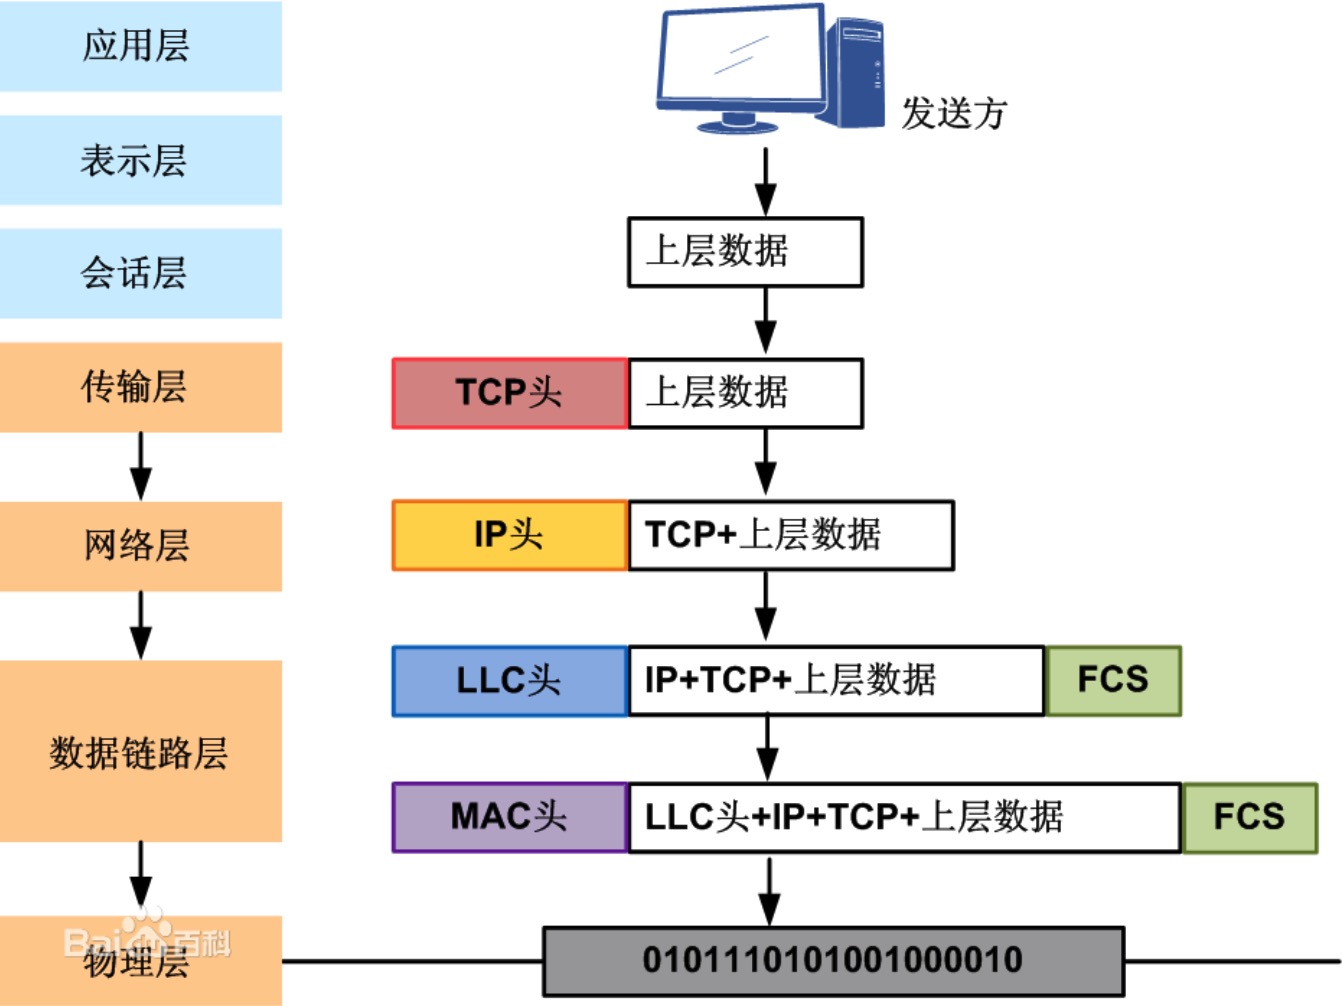 应用层
发送方
表示层
上层数据
会话层
传输层
TCP头 上层数据
网络层
IP头 TCP+上层数据
LLC头 IP+TCP+上层数据 FCS
数据链路层
MAC头 LLC头+IP+TCP+上层数据 FCS
Bai百科
物理层
0101110101001000010